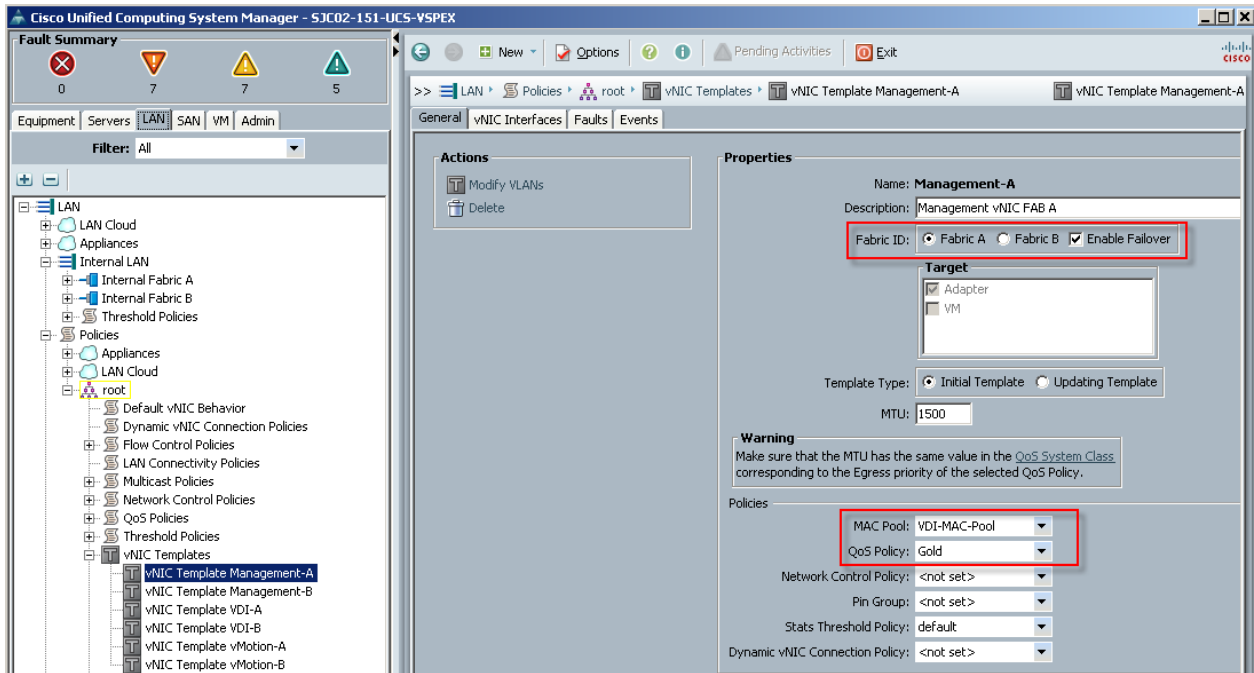 Cisco Unified Computing System Manager - SJC02-151-UCS-VSPEX
Fault Summary
0 7 7 5
Equipment Servers LAN SAN VM Admin
Filter: All
LAN
LAN Cloud
Appliances
Internal LAN
Internal Fabric A
Internal Fabric B
Threshold Policies
Policies
Appliances
LAN Cloud
root
Default vNIC Behavior
Dynamic vNIC Connection Policies
Flow Control Policies
LAN Connectivity Policies
Multicast Policies
Network Control Policies
QoS Policies
Threshold Policies
vNIC Templates
vNIC Template Management-A
vNIC Template Management-B
vNIC Template VDI-A
vNIC Template VDI-B
vNIC Template vMotion-A
vNIC Template vMotion-B
New Options Pending Activities Exit
cisco
>> LAN Policies root vNIC Templates vNIC Template Management-A vNIC Template Management-A
General vNIC Interfaces Faults Events
Actions
Modify VLANs
Delete
Properties
Name: Management-A
Description: Management vNIC FAB A
Fabric ID: Fabric A Fabric B Enable Failover
Target
Adapter
VM
Template Type: Initial Template Updating Template
MTU: 1500
Warning
Make sure that the MTU has the same value in the QoS System Class
corresponding to the Egress priority of the selected QoS Policy.
Policies
MAC Pool: VDI-MAC-Pool
QoS Policy: Gold
Network Control Policy: <not set>
Pin Group: <not set>
Stats Threshold Policy: default
Dynamic vNIC Connection Policy: <not set>